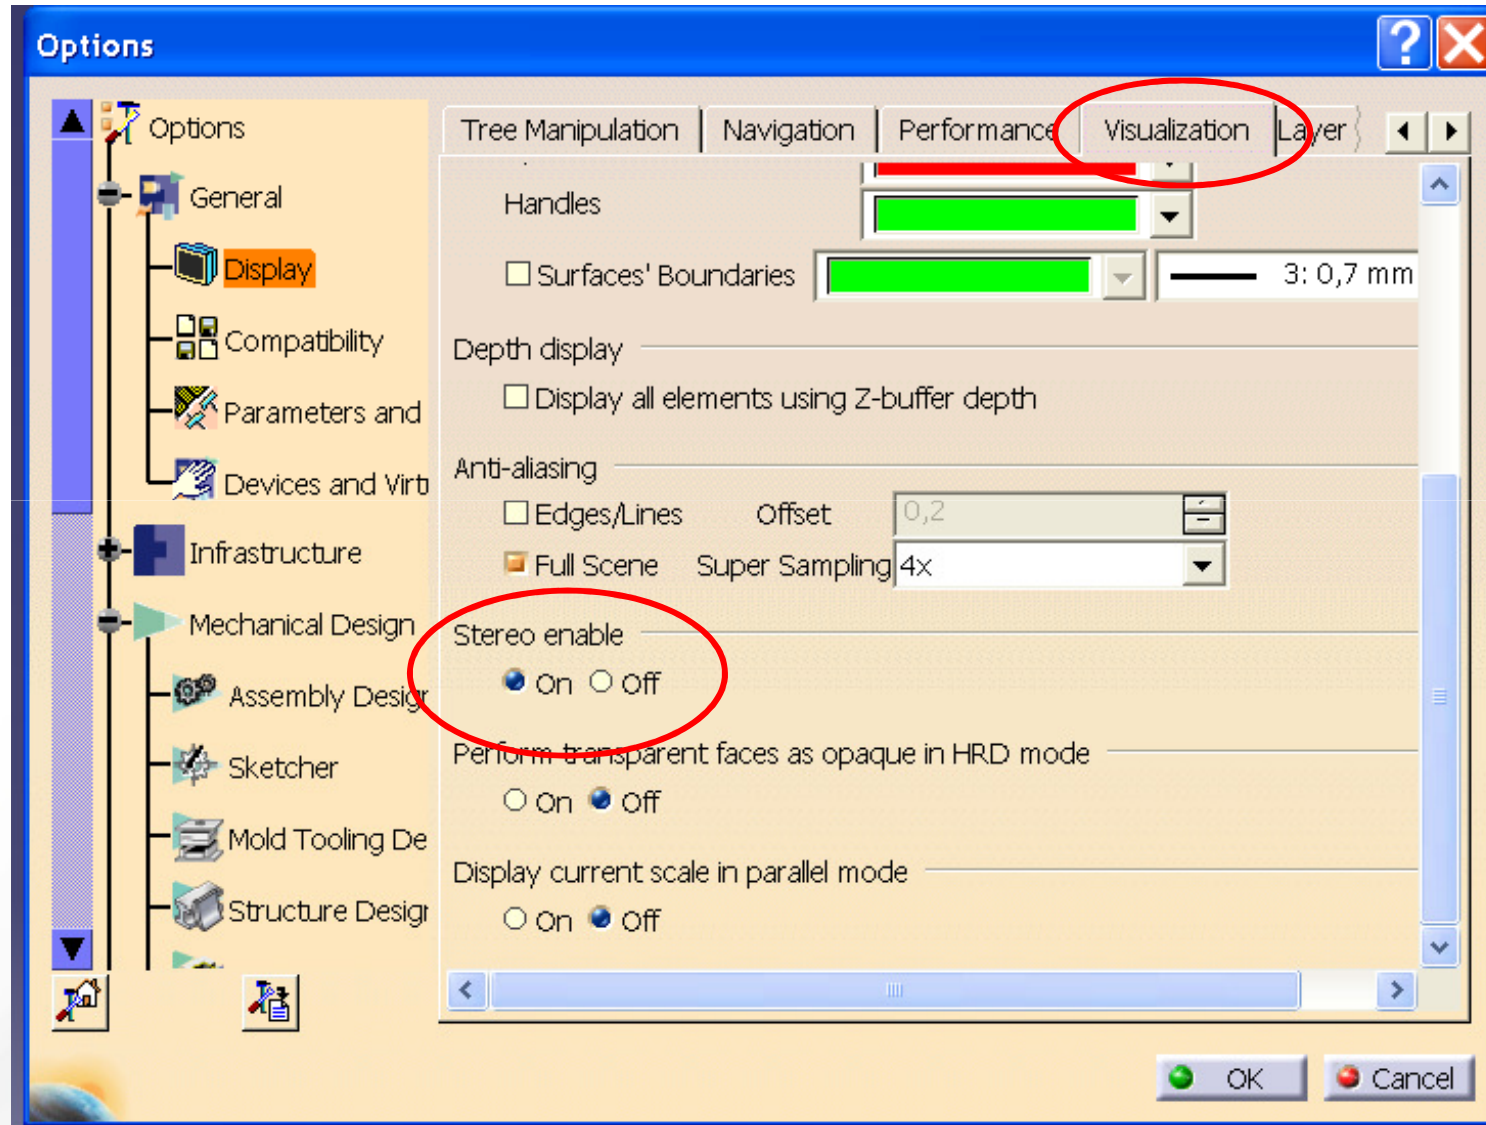 Options
Options
General
Display
Compatibility
Parameters and
Devices and Virt
Infrastructure
Mechanical Design
Assembly Design
Sketcher
Mold Tooling De
Structure Desigr
Tree Manipulation Navigation Performance Visualization Layer
Handles
Surfaces' Boundaries 3: 0,7 mm
Depth display
Display all elements using Z-buffer depth
Anti-aliasing
Edges/Lines Offset 0,2
Full Scene Super Sampling 4x
Stereo enable
On Off
Perform transparent faces as opaque in HRD mode
On Off
Display current scale in parallel mode
On Off
OK Cancel